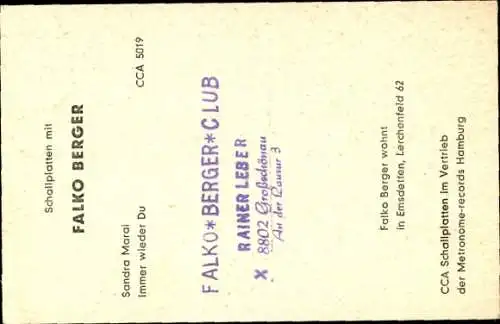 Schallplatten mit
FALKO BERGER
Sandra Marai
Immer wieder Du CCA 5019
FALKO*BERGER*CLUB
RAINER LEBER
X 8802 Großschönau
An der Lausur 3
Falko Berger wohnt
in Emsdetten, Lerchenfeld 62
CCA Schallplatten im Vertrieb
der Metronome-records Hamburg